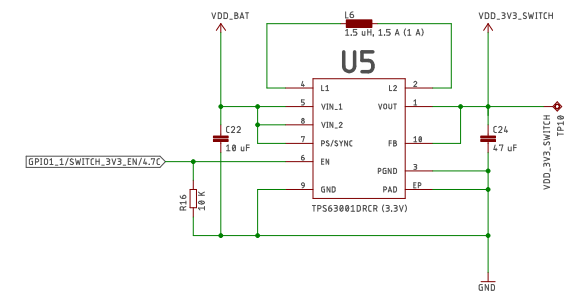 VDD_BAT
L6
VDD_3V3_SWITCH
1.5 uH, 1.5 A (1 A)
U5
4 L1 L2 2
5 VIN_1 VOUT 1
8 VIN_2
7 PS/SYNC FB 10
C22
10 uF
C24
47 uF
VDD_3V3_SWITCH
TP10
GPIO1_1/SWITCH_3V3_EN/4.7C
6 EN
PGND 3
9 GND PAD EP
R16
10 K
TPS63001DRCR (3.3V)
GND